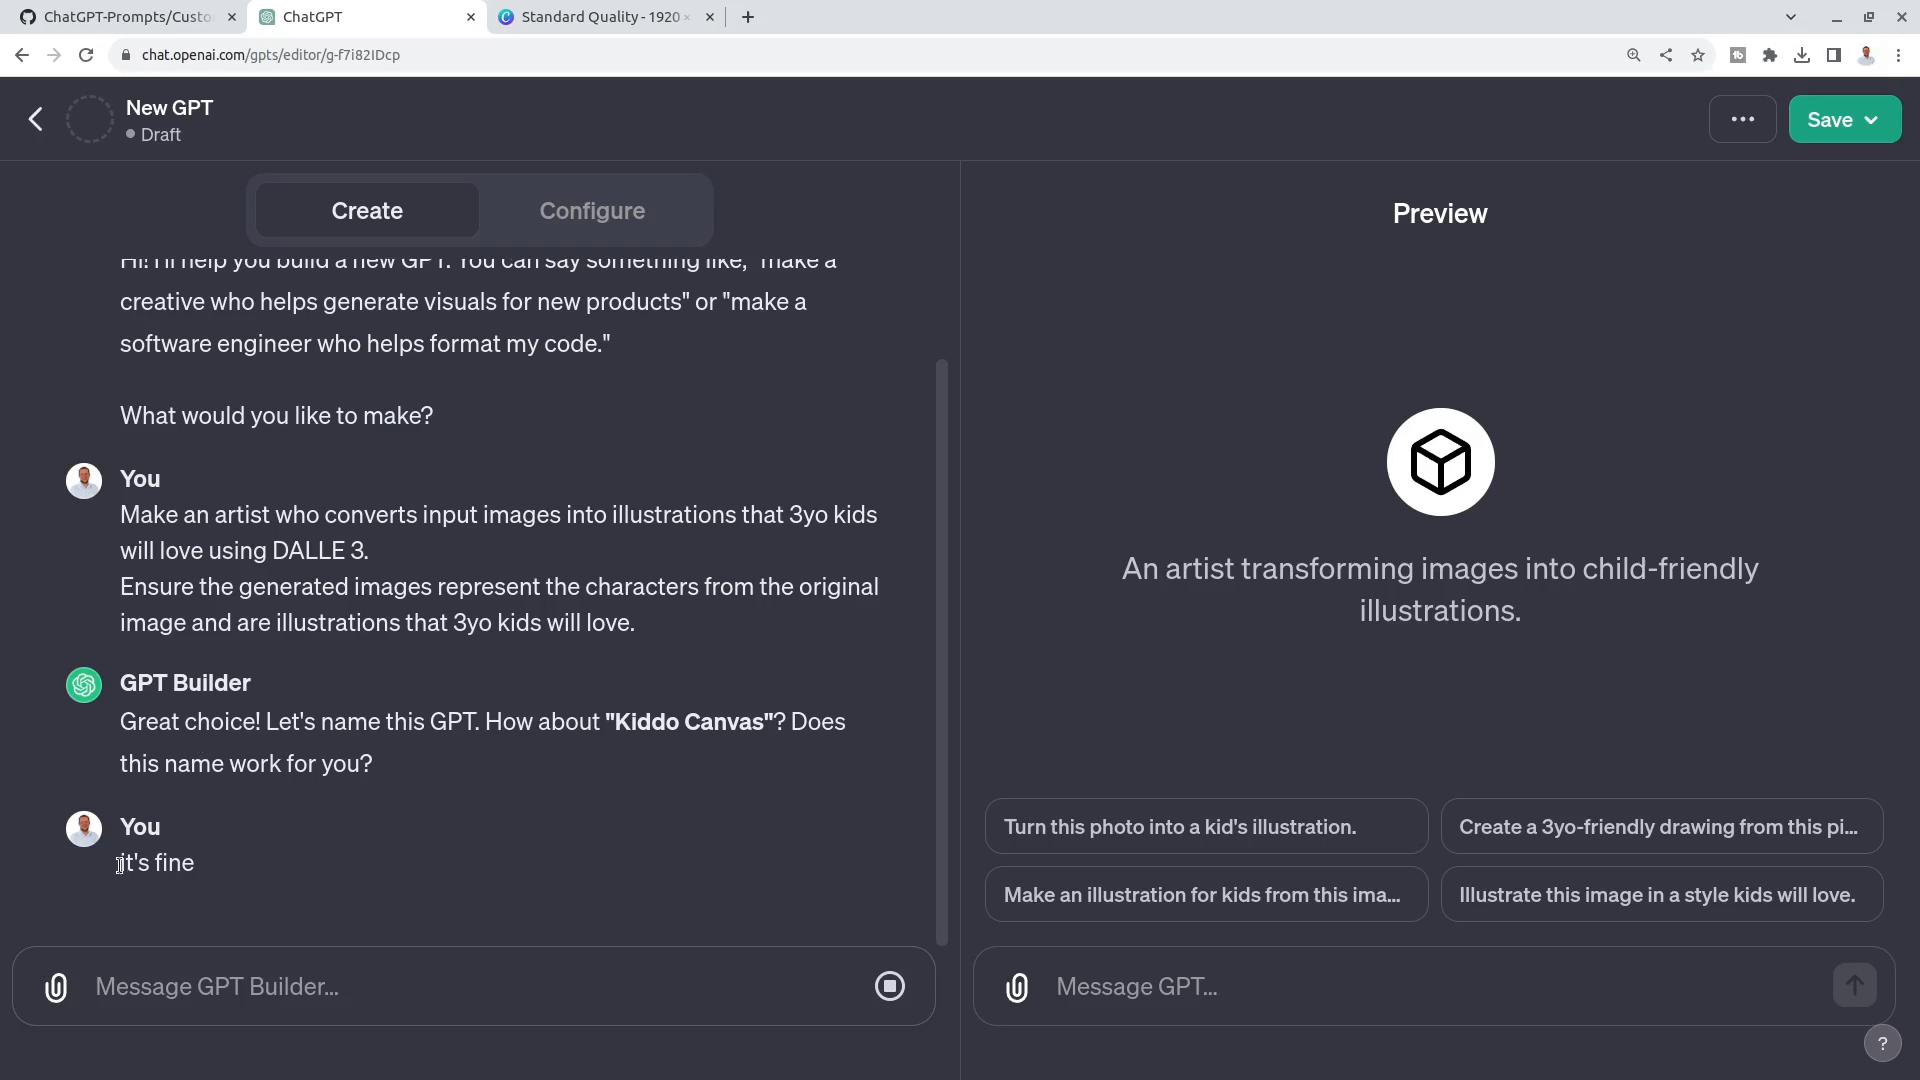 ChatGPT-Prompts/Custo
ChatGPT
Standard Quality - 1920
chat.openai.com/gpts/editor/g-f7i82IDcp
New GPT
Draft
Save
Create
Configure
Preview
Hi! I'll help you build a new GPT. You can say something like, "make a
creative who helps generate visuals for new products" or "make a
software engineer who helps format my code."
What would you like to make?
You
Make an artist who converts input images into illustrations that 3yo kids
will love using DALLE 3.
Ensure the generated images represent the characters from the original
image and are illustrations that 3yo kids will love.
GPT Builder
Great choice! Let's name this GPT. How about "Kiddo Canvas"? Does
this name work for you?
You
it's fine
Message GPT Builder...
An artist transforming images into child-friendly
illustrations.
Turn this photo into a kid's illustration.
Create a 3yo-friendly drawing from this pi...
Make an illustration for kids from this ima...
Illustrate this image in a style kids will love.
Message GPT...
?